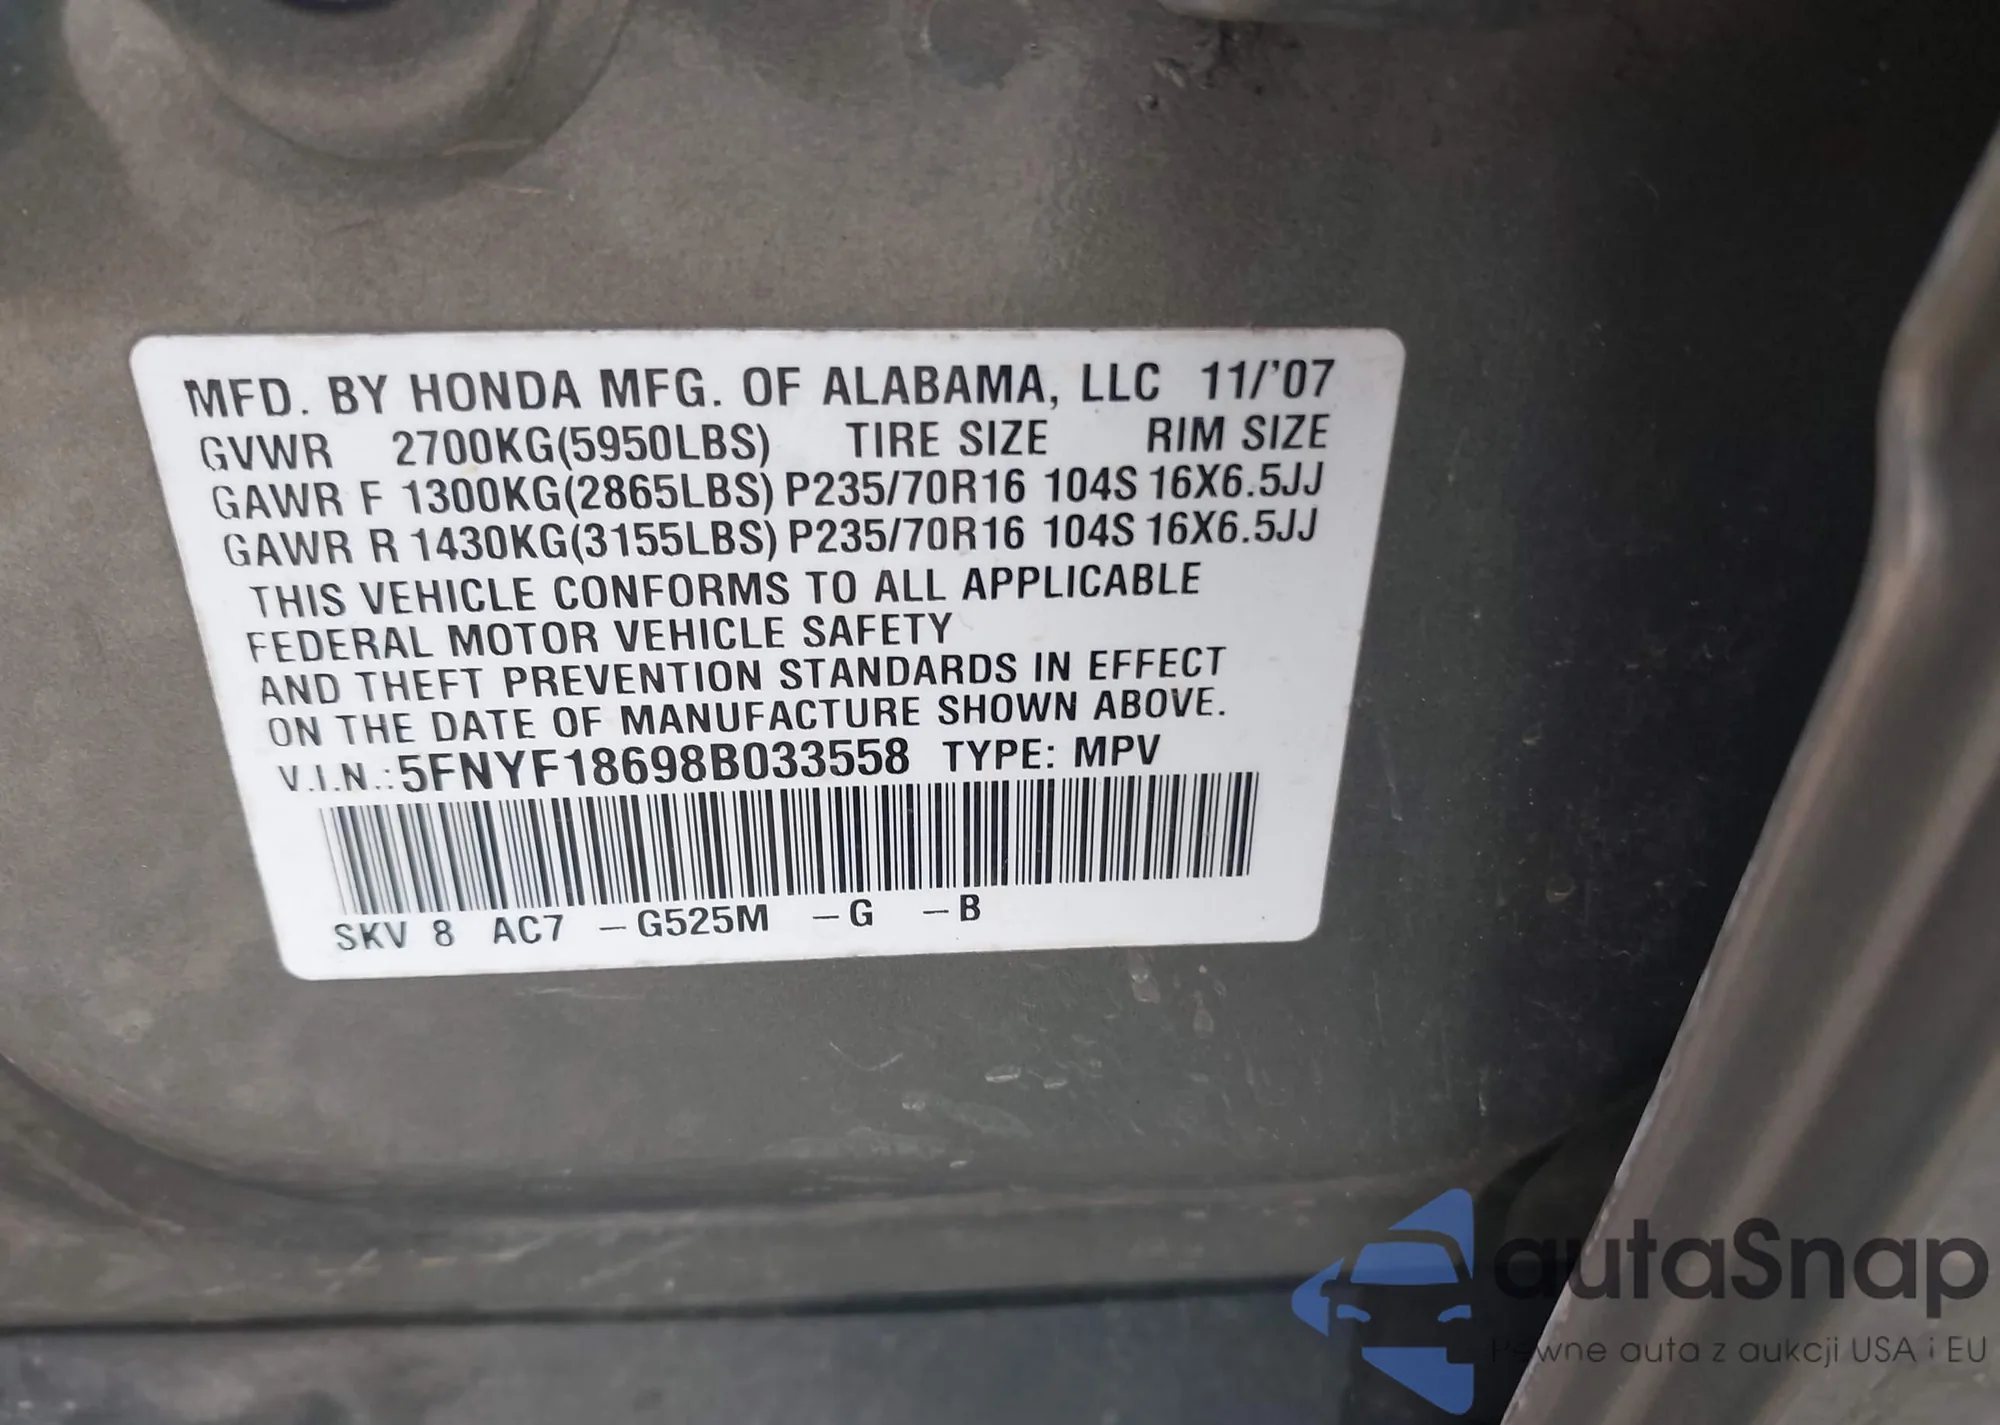 MFD. BY HONDA MFG. OF ALABAMA, LLC 11/'07
GVWR 2700KG(5950LBS) TIRE SIZE RIM SIZE
GAWR F 1300KG(2865LBS) P235/70R16 104S 16X6.5JJ
GAWR R 1430KG(3155LBS) P235/70R16 104S 16X6.5JJ
THIS VEHICLE CONFORMS TO ALL APPLICABLE
FEDERAL MOTOR VEHICLE SAFETY
AND THEFT PREVENTION STANDARDS IN EFFECT
ON THE DATE OF MANUFACTURE SHOWN ABOVE.
V.I.N.:5FNYF18698B033558 TYPE: MPV
SKV 8 AC7 -G525M -G -B
autaSnap
Pewne auta z aukcji USA i EU